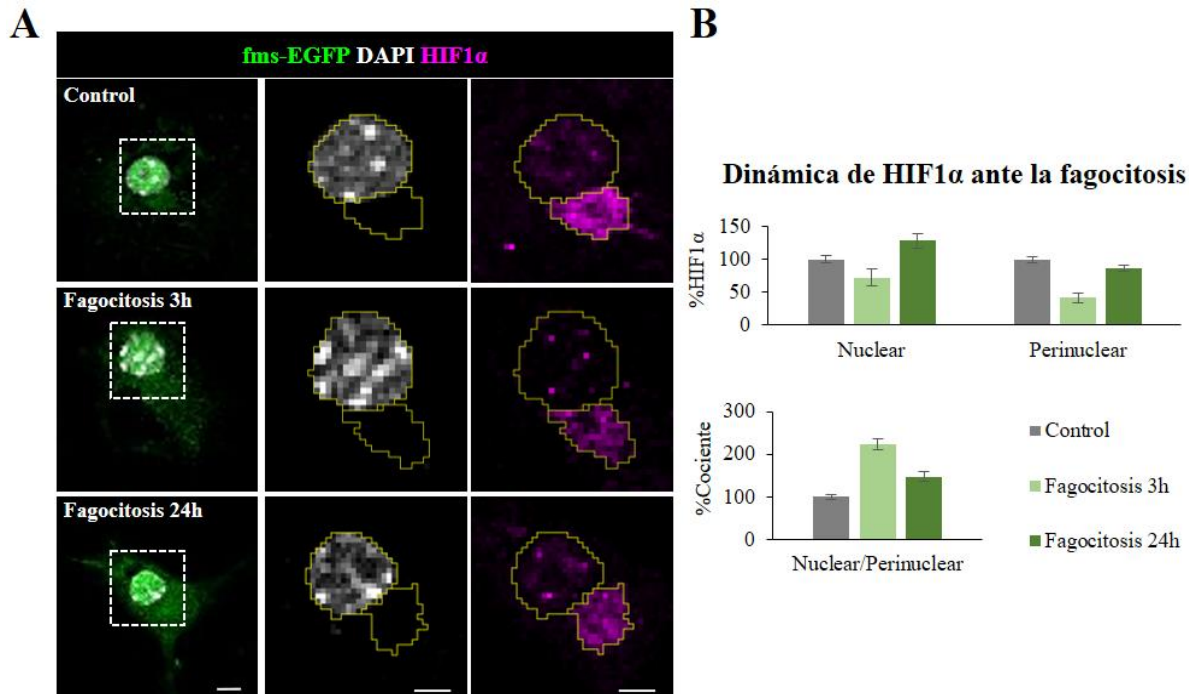 A
fms-EGFP DAPI HIF1α
Control
Fagocitosis 3h
Fagocitosis 24h
B
Dinámica de HIF1α ante la fagocitosis
%HIF1α
150
100
50
0
Nuclear
Perinuclear
%Cociente
300
200
100
0
Nuclear/Perinuclear
Control
Fagocitosis 3h
Fagocitosis 24h